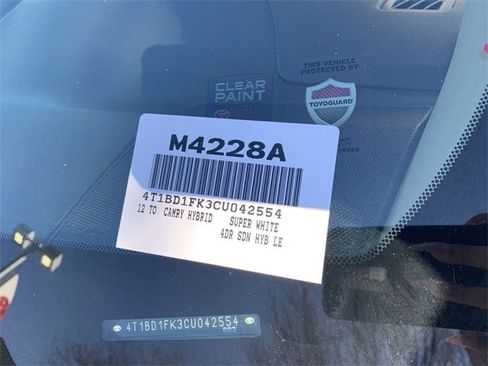 THIS VEHICLE
PROTECTED BY
TOYOGUARD
CLEAR
PAINT
M4228A
4T1BD1FK3CU042554
12 TO CAMRY HYBRID SUPER WHITE
4DR SDN HYB LE
4T1BD1FK3CU042554